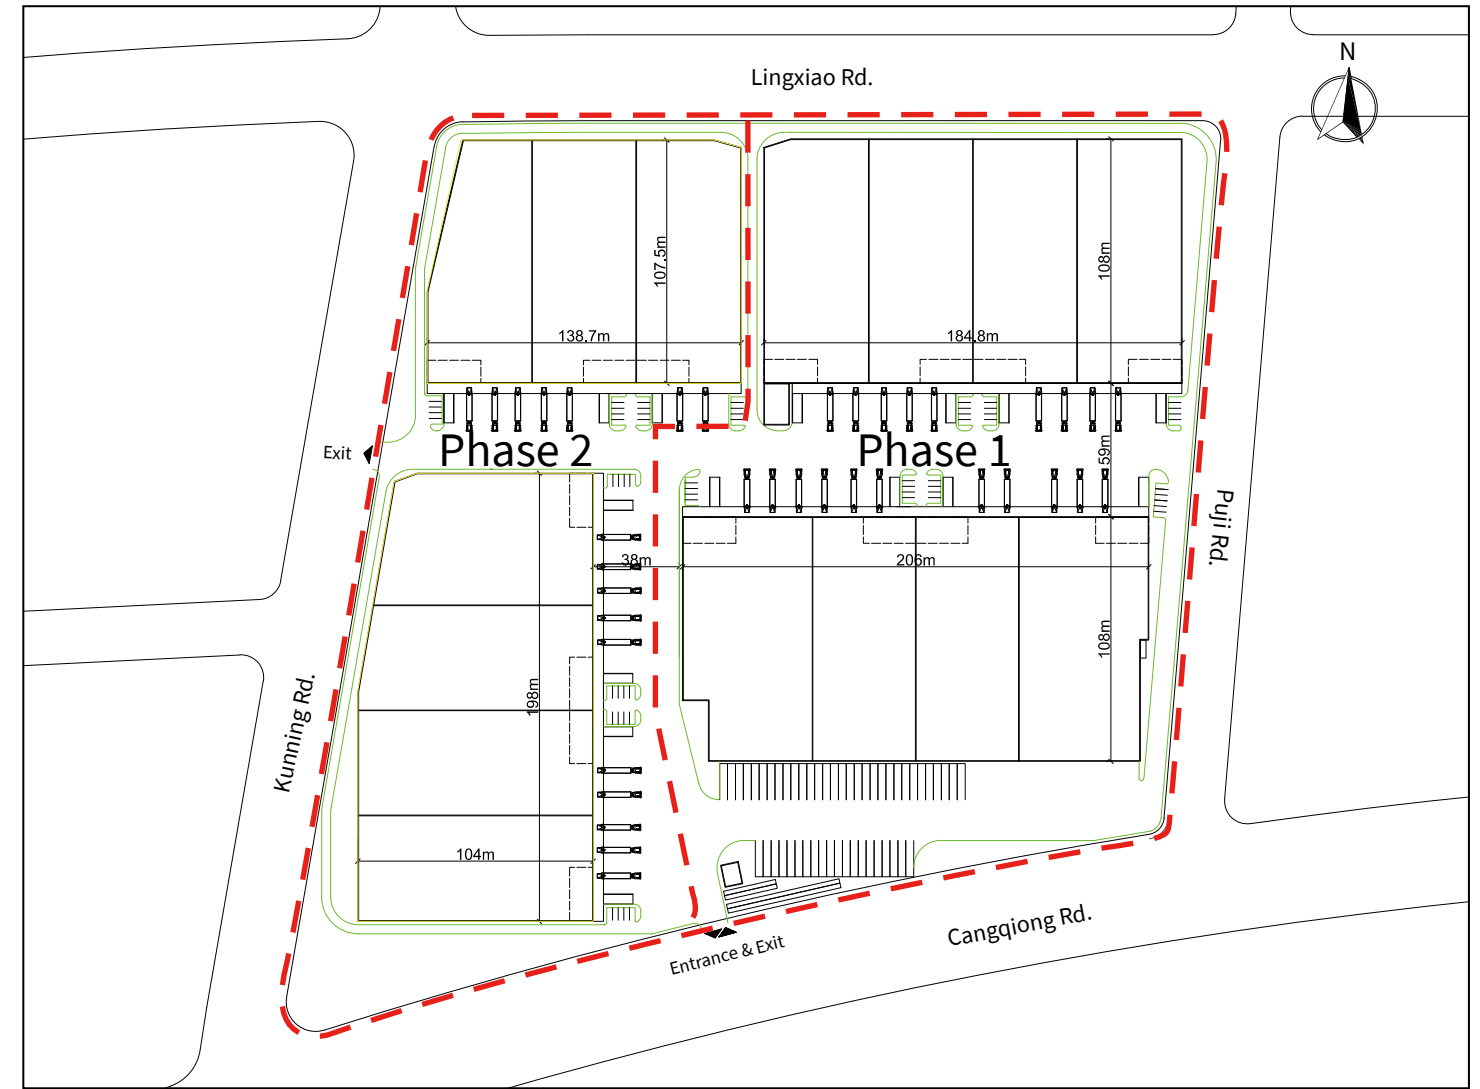 N
Lingxiao Rd.
107.5m
108m
138.7m
184.8m
Exit
Phase 2
Phase 1
59m
Puji Rd.
38m
206m
108m
Kunning Rd.
198m
104m
Cangqiong Rd.
Entrance & Exit